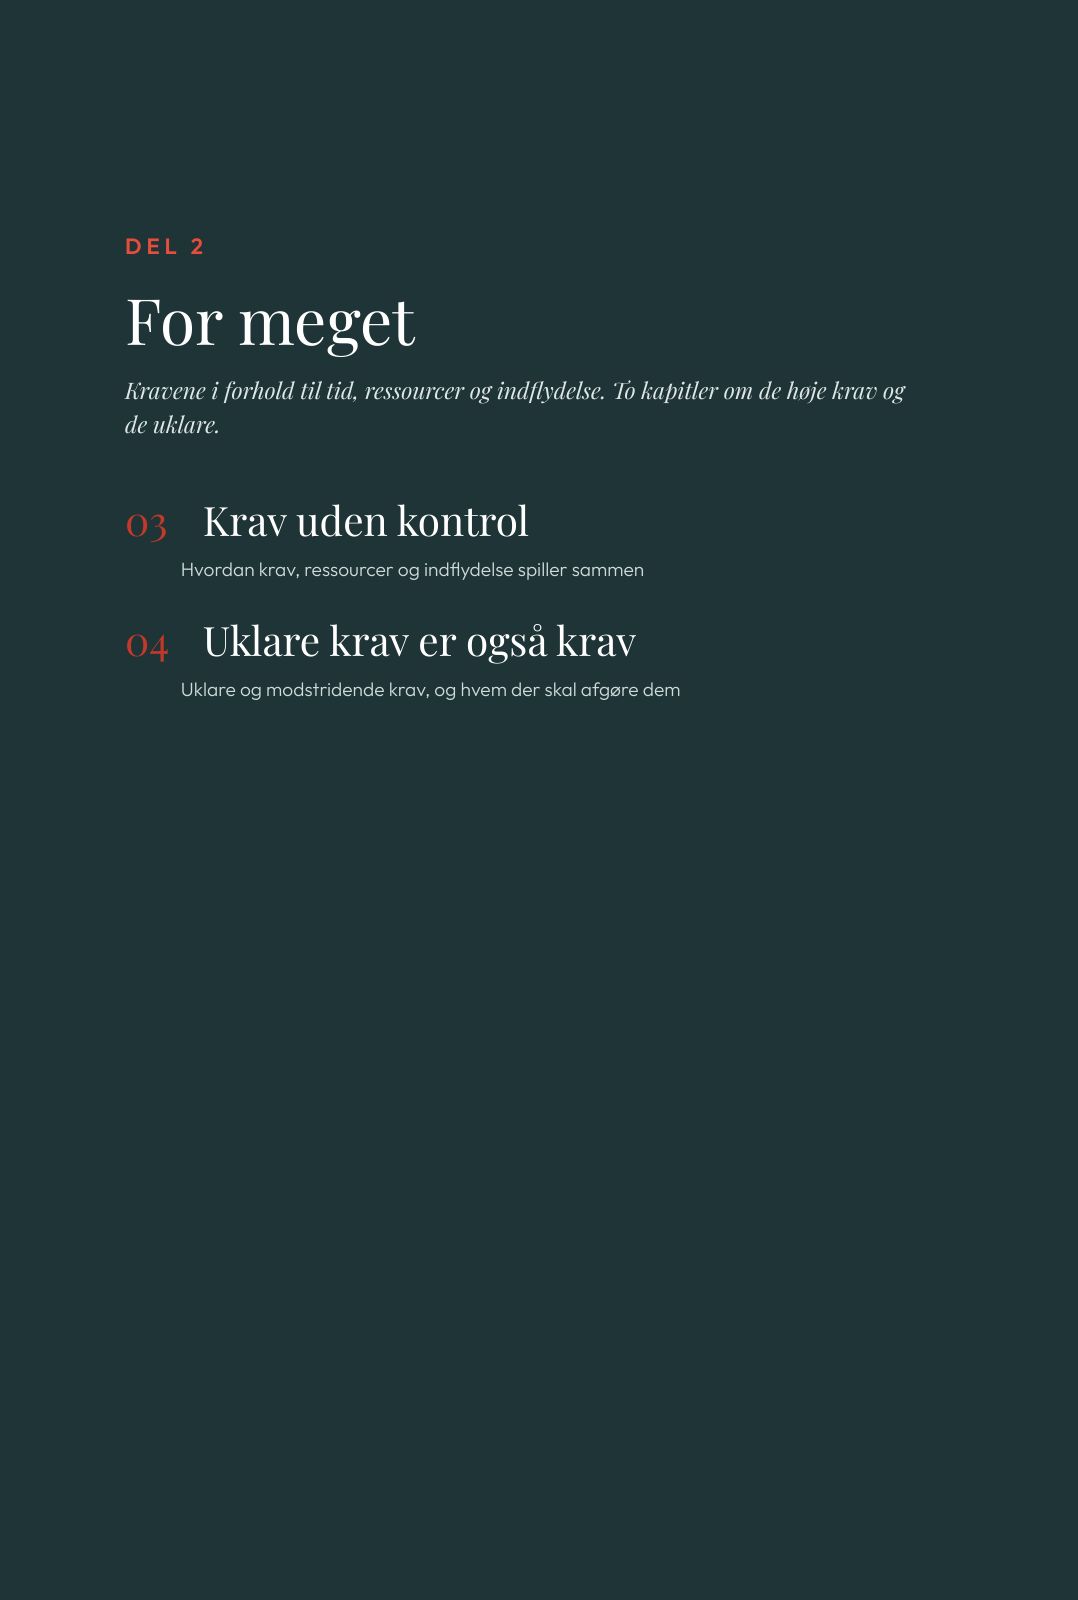 DEL 2
For meget
Kravene i forhold til tid, ressourcer og indflydelse. To kapitler om de høje krav og
de uklare.
03 Krav uden kontrol
Hvordan krav, ressourcer og indflydelse spiller sammen
04 Uklare krav er også krav
Uklare og modstridende krav, og hvem der skal afgøre dem